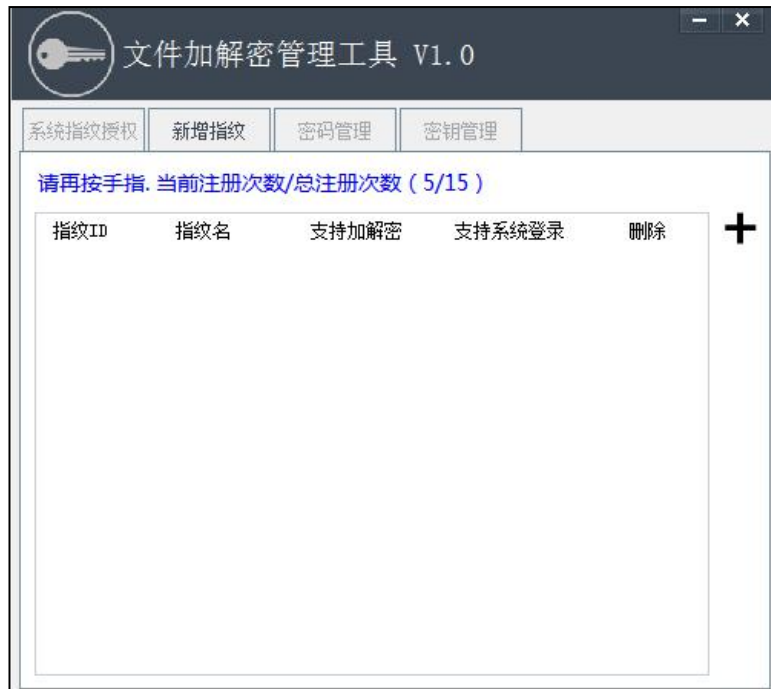 文件加解密管理工具 V1.0
系统指纹授权 新增指纹 密码管理 密钥管理
请再按手指. 当前注册次数/总注册次数 ( 5/15 )
指纹ID 指纹名 支持加解密 支持系统登录 删除